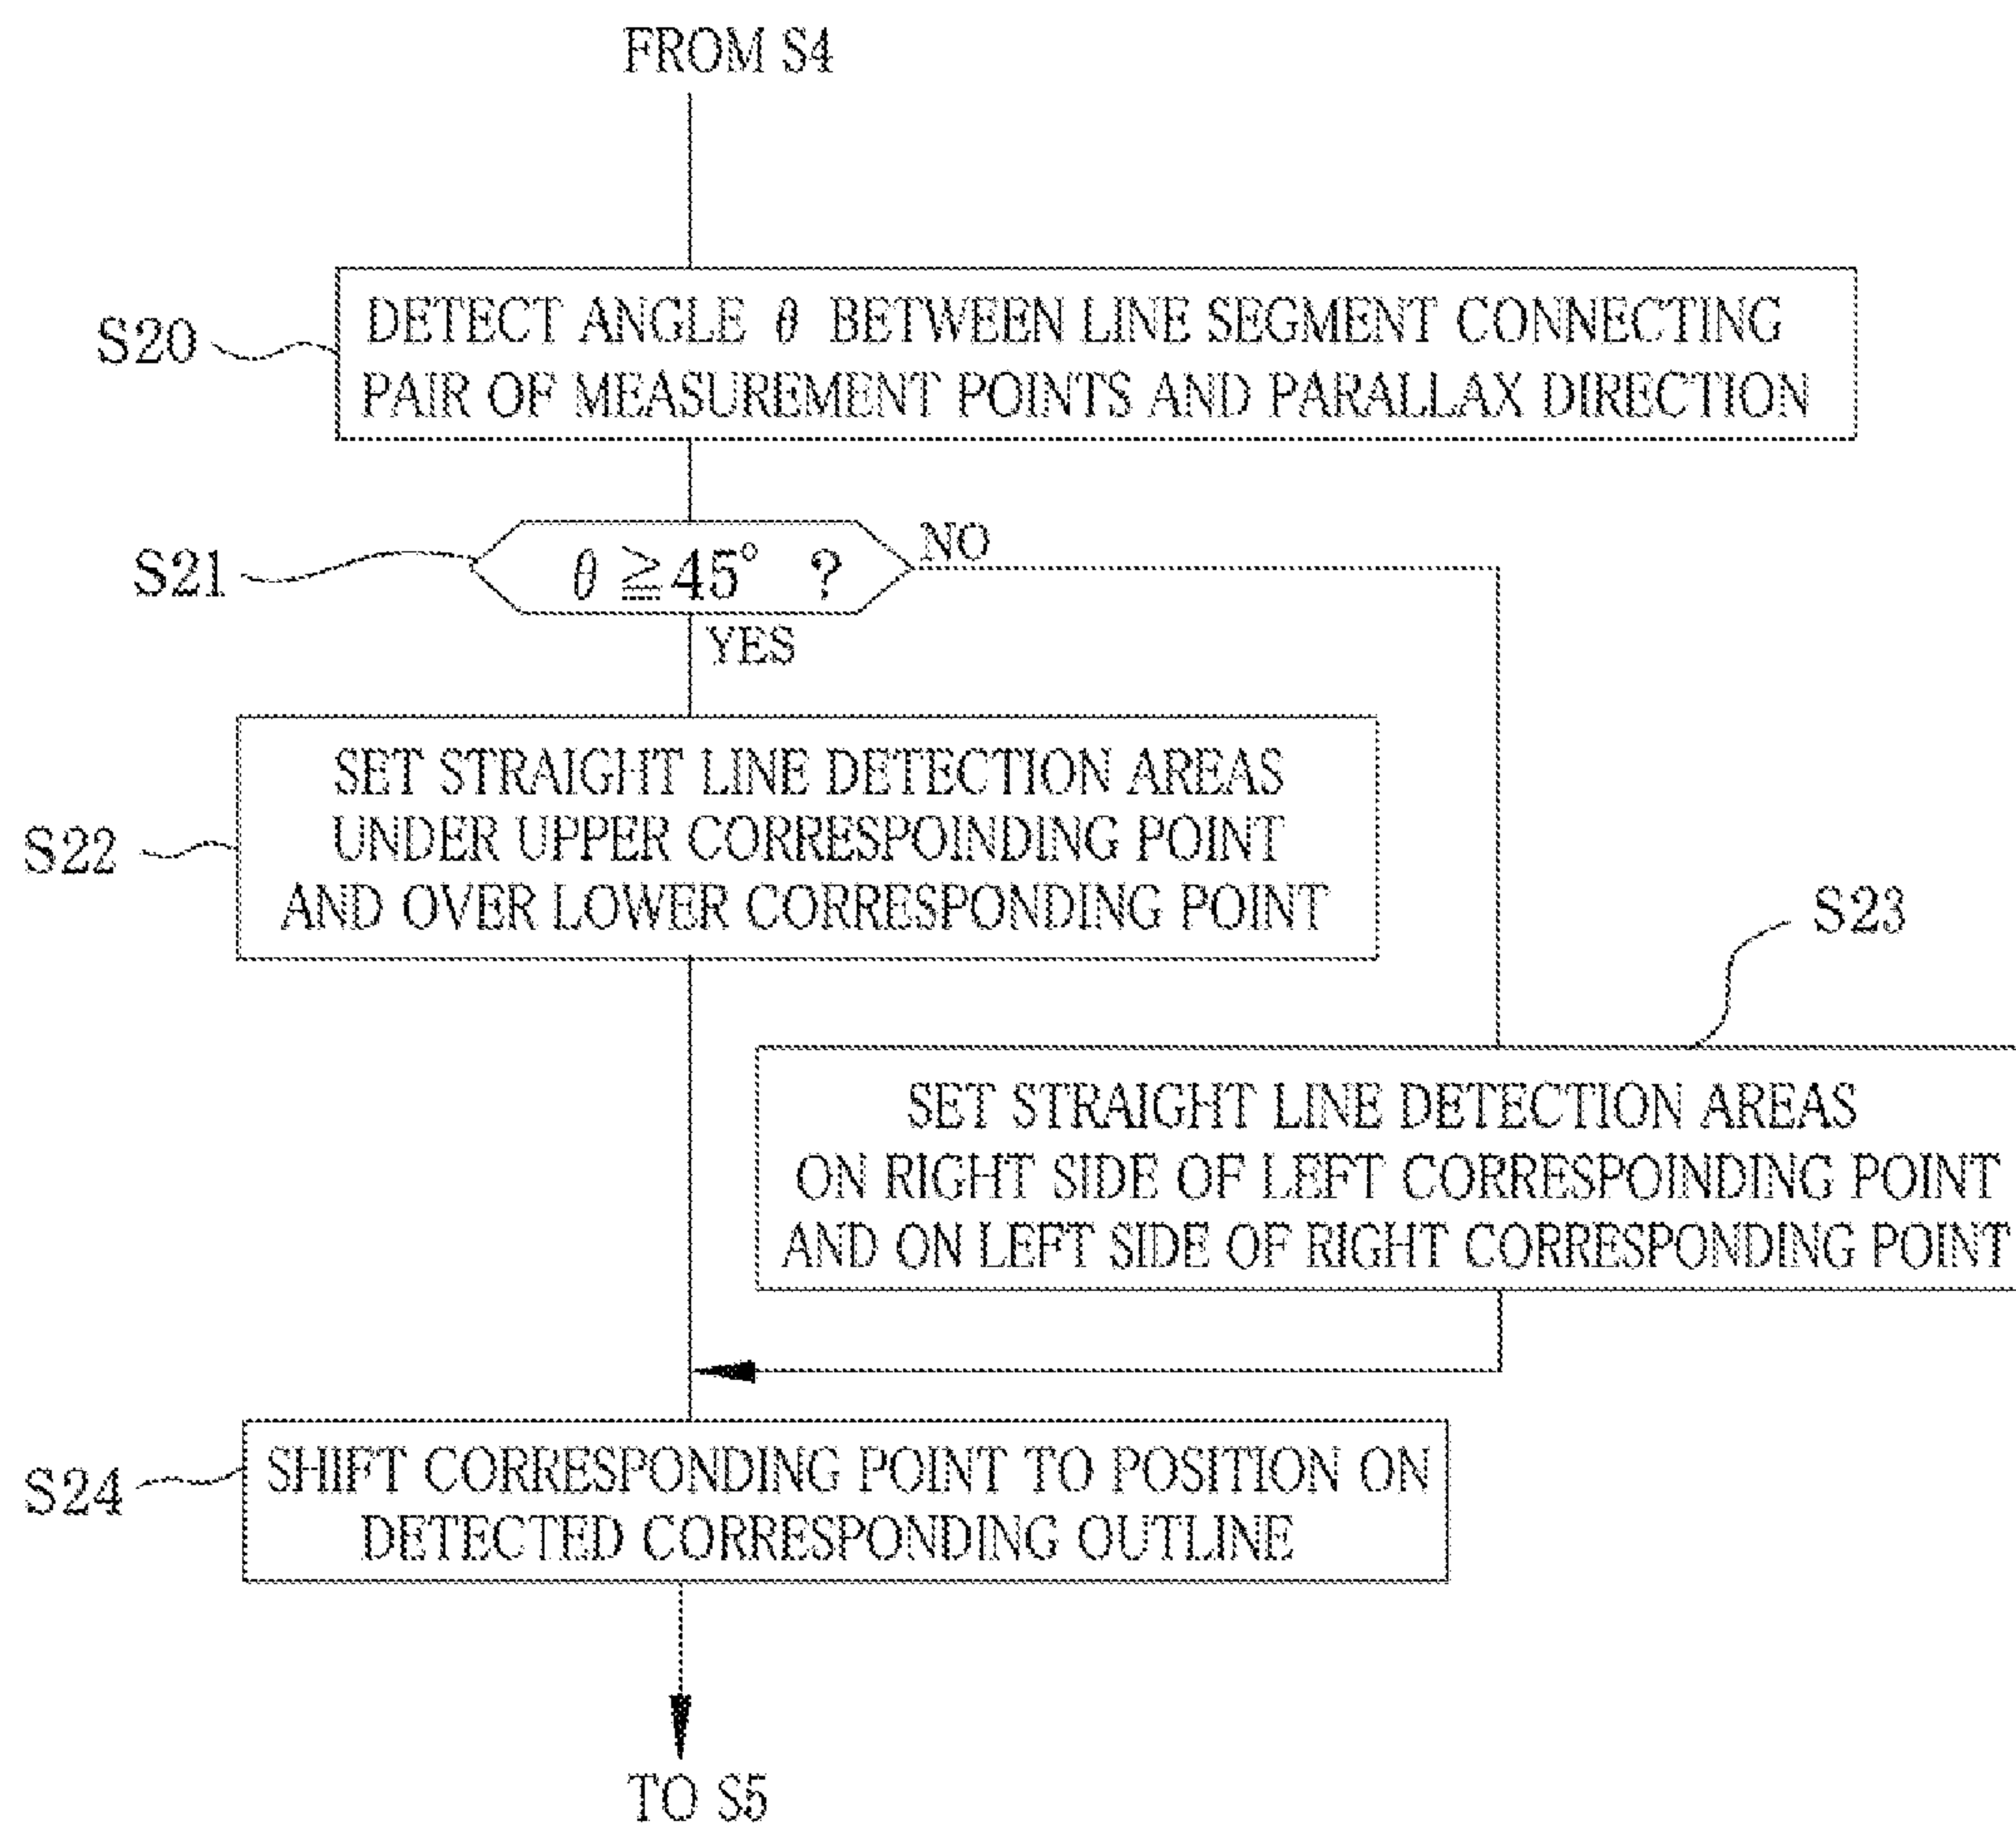 FROM S4
S20
DETECT ANGLE θ BETWEEN LINE SEGMENT CONNECTING
PAIR OF MEASUREMENT POINTS AND PARALLAX DIRECTION
S21
θ ≧ 45° ?
NO
YES
S22
SET STRAIGHT LINE DETECTION AREAS
UNDER UPPER CORRESPOINDING POINT
AND OVER LOWER CORRESPONDING POINT
S23
SET STRAIGHT LINE DETECTION AREAS
ON RIGHT SIDE OF LEFT CORRESPOINDING POINT
AND ON LEFT SIDE OF RIGHT CORRESPONDING POINT
S24
SHIFT CORRESPONDING POINT TO POSITION ON
DETECTED CORRESPONDING OUTLINE
TO S5